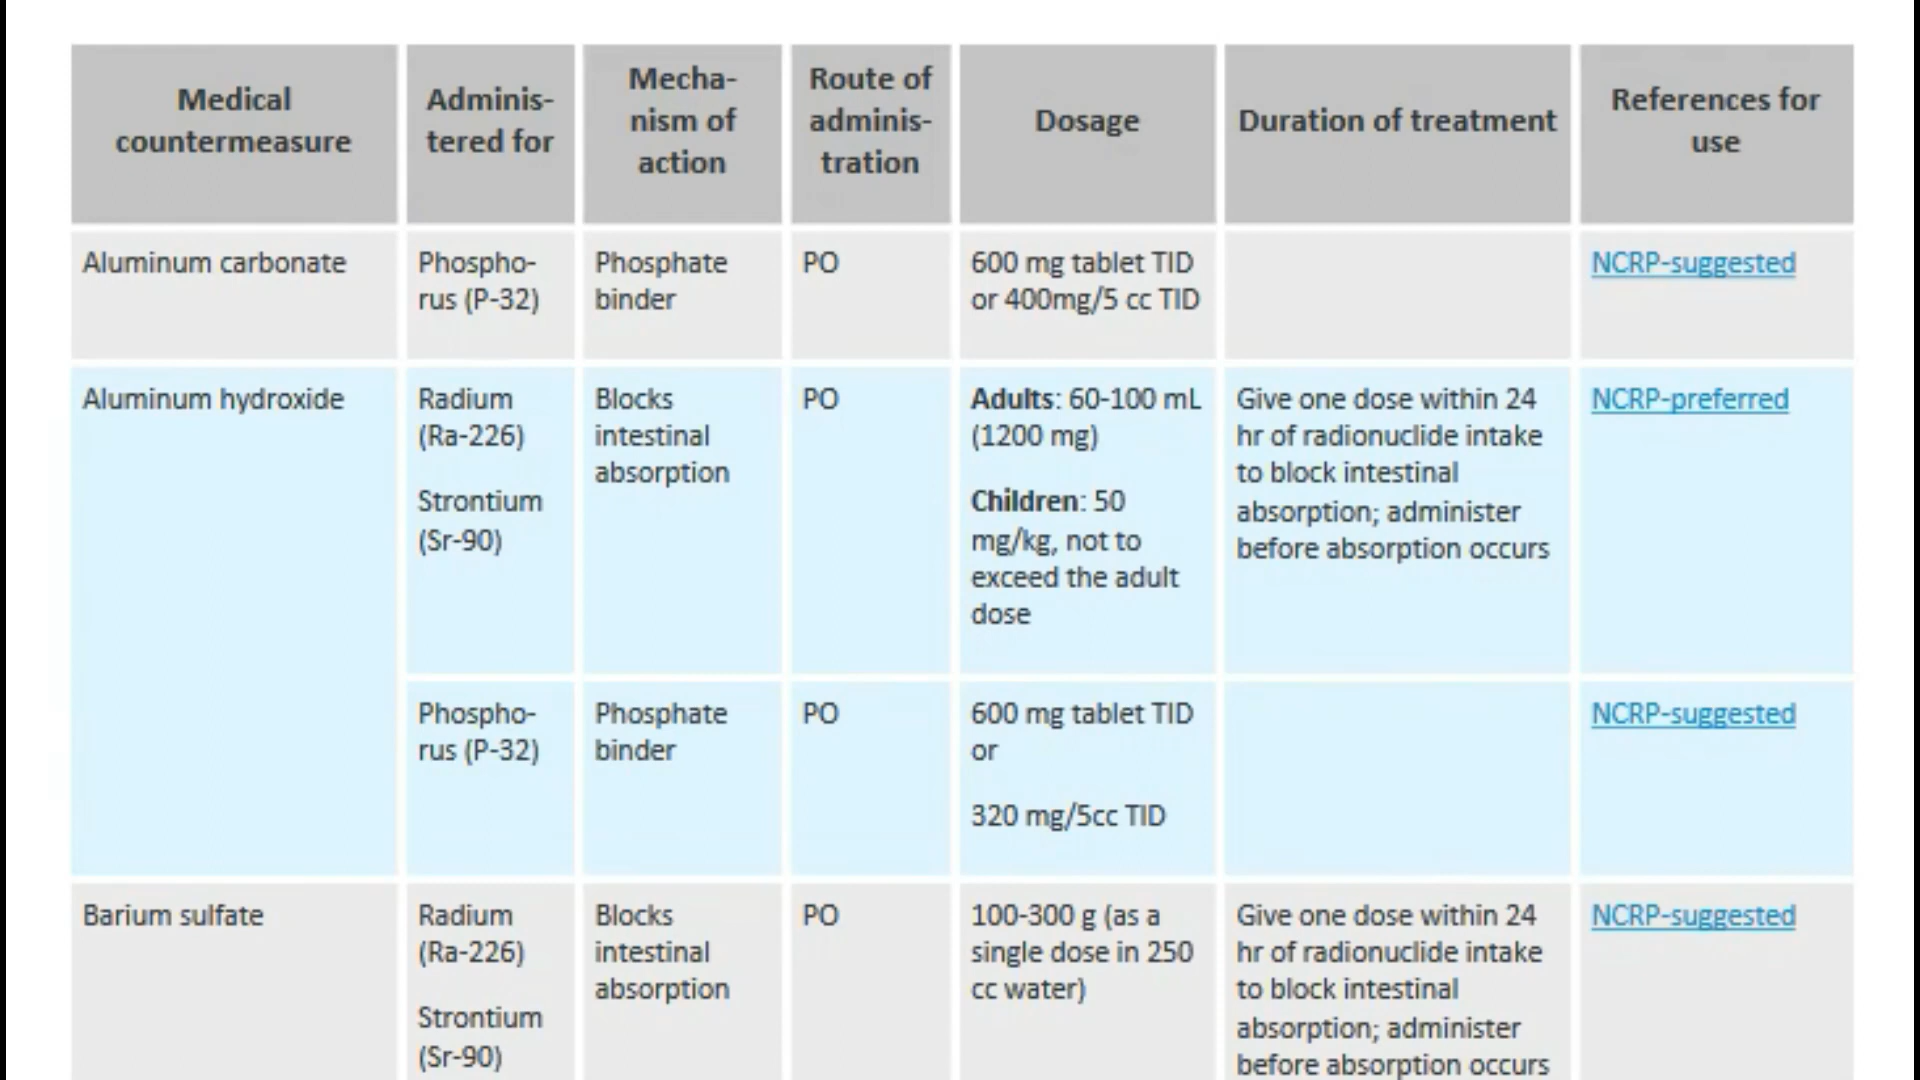 Medical
countermeasure
Adminis-
tered for
Mecha-
nism of
action
Route of
adminis-
tration
Dosage
Duration of treatment
References for
use
Aluminum carbonate
Phospho-
rus (P-32)
Phosphate
binder
PO
600 mg tablet TID
or 400mg/5 cc TID
NCRP-suggested
Aluminum hydroxide
Radium
(Ra-226)
Strontium
(Sr-90)
Blocks
intestinal
absorption
PO
Adults: 60-100 mL
(1200 mg)
Children: 50
mg/kg, not to
exceed the adult
dose
Give one dose within 24
hr of radionuclide intake
to block intestinal
absorption; administer
before absorption occurs
NCRP-preferred
Phospho-
rus (P-32)
Phosphate
binder
PO
600 mg tablet TID
or
320 mg/5cc TID
NCRP-suggested
Barium sulfate
Radium
(Ra-226)
Strontium
(Sr-90)
Blocks
intestinal
absorption
PO
100-300 g (as a
single dose in 250
cc water)
Give one dose within 24
hr of radionuclide intake
to block intestinal
absorption; administer
before absorption occurs
NCRP-suggested